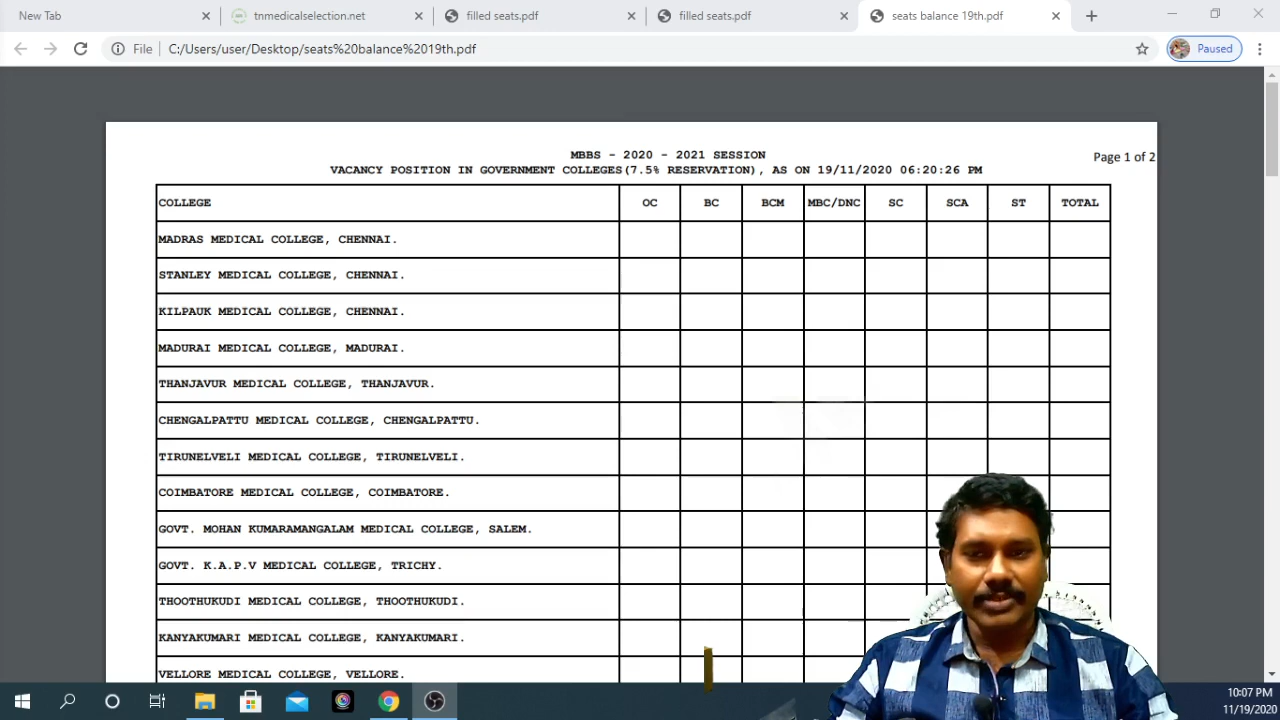 New Tab
tnmedicalselection.net
filled seats.pdf
filled seats.pdf
seats balance 19th.pdf
File
C:/Users/user/Desktop/seats%20balance%2019th.pdf
Paused
MBBS - 2020 - 2021 SESSION
Page 1 of 2
VACANCY POSITION IN GOVERNMENT COLLEGES(7.5% RESERVATION), AS ON 19/11/2020 06:20:26 PM
COLLEGE OC BC BCM MBC/DNC SC SCA ST TOTAL
MADRAS MEDICAL COLLEGE, CHENNAI.
STANLEY MEDICAL COLLEGE, CHENNAI.
KILPAUK MEDICAL COLLEGE, CHENNAI.
MADURAI MEDICAL COLLEGE, MADURAI.
THANJAVUR MEDICAL COLLEGE, THANJAVUR.
CHENGALPATTU MEDICAL COLLEGE, CHENGALPATTU.
TIRUNELVELI MEDICAL COLLEGE, TIRUNELVELI.
COIMBATORE MEDICAL COLLEGE, COIMBATORE.
GOVT. MOHAN KUMARAMANGALAM MEDICAL COLLEGE, SALEM.
GOVT. K.A.P.V MEDICAL COLLEGE, TRICHY.
THOOTHUKUDI MEDICAL COLLEGE, THOOTHUKUDI.
KANYAKUMARI MEDICAL COLLEGE, KANYAKUMARI.
VELLORE MEDICAL COLLEGE, VELLORE.
10:07 PM
11/19/2020